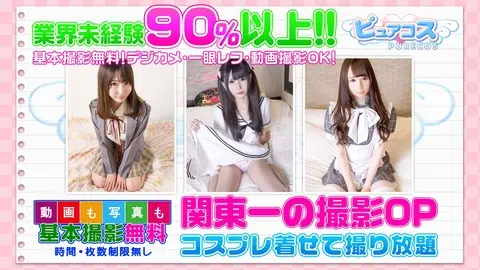 業界未経験90%以上!!
ピュアコス
PURECOS
基本撮影無料!デジカメ・一眼レフ・動画撮影OK!
動画も写真も
基本撮影無料
時間・枚数制限無し
関東一の撮影OP
コスプレ着せて撮り放題